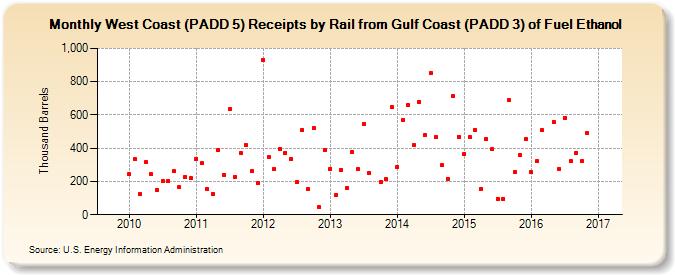 Monthly West Coast (PADD 5) Receipts by Rail from Gulf Coast (PADD 3) of Fuel Ethanol
Thousand Barrels
1,000
800
600
400
200
0
2010 2011 2012 2013 2014 2015 2016 2017
Source: U.S. Energy Information Administration